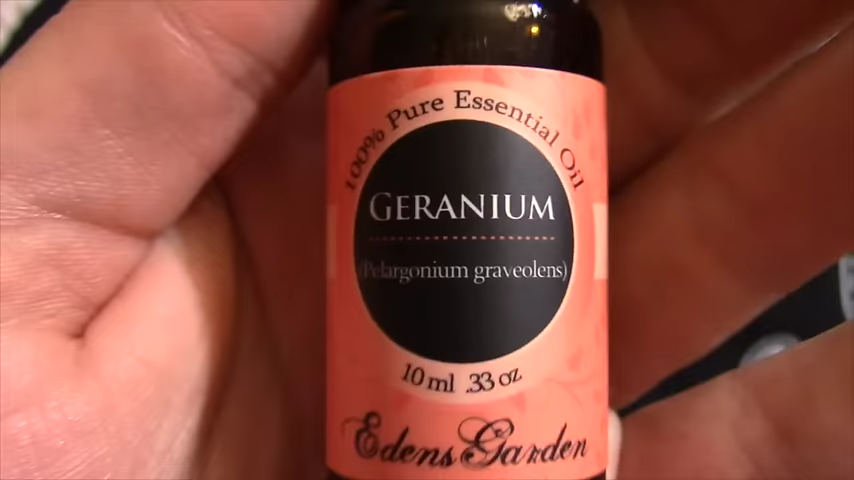 100% Pure Essential Oil
GERANIUM
(Pelargonium graveolens)
10 ml .33 oz
Edens Garden